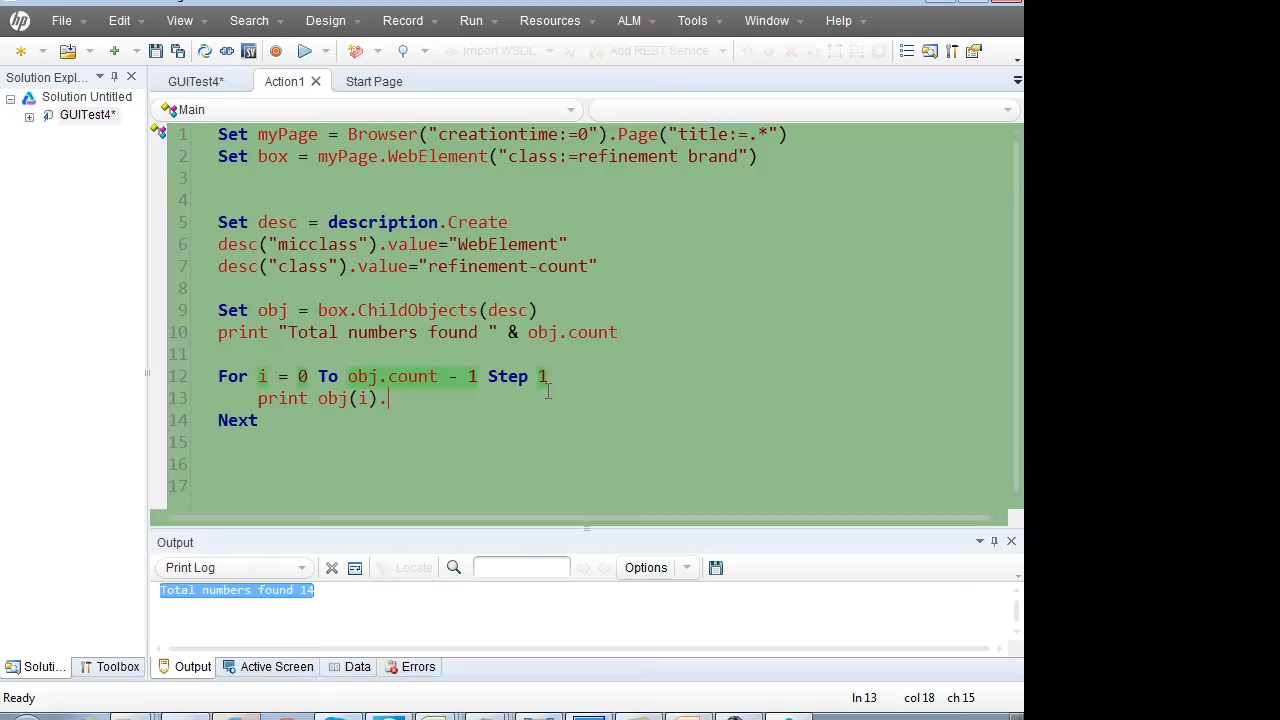 hp File Edit View Search Design Record Run Resources ALM Tools Window Help
SV Import WSDL Add REST Service
Solution Expl... GUITest4* Action1 Start Page
Solution Untitled Main
GUITest4*
1 Set myPage = Browser("creationtime:=0").Page("title:=.*")
2 Set box = myPage.WebElement("class:=refinement brand")
3
4
5 Set desc = description.Create
6 desc("micclass").value="WebElement"
7 desc("class").value="refinement-count"
9 Set obj = box.ChildObjects(desc)
10 print "Total numbers found " & obj.count
11
12 For i = 0 To obj.count - 1 Step 1
13 print obj(i).
14 Next
15
16
17
Output
Print Log Locate Options
Total numbers found 14
Soluti... Toolbox Output Active Screen Data Errors
Ready ln 13 col 18 ch 15